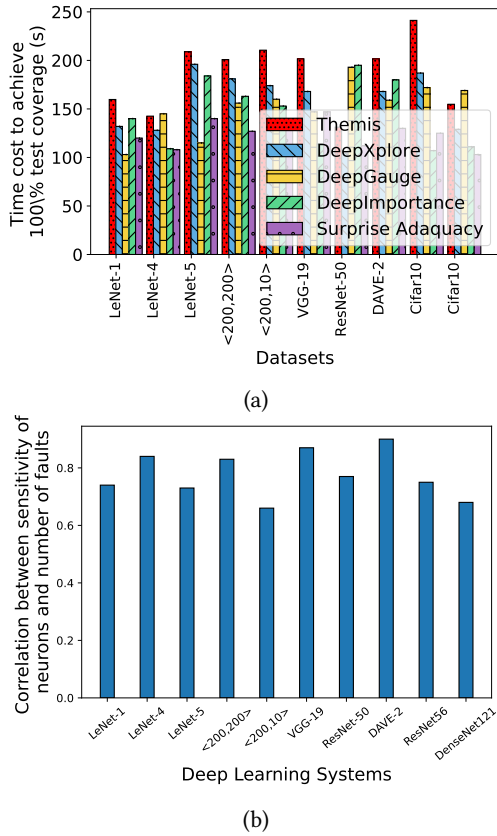 250
200
150
100
50
0
Time cost to achieve
100\% test coverage (s)
Themis
DeepXplore
DeepGauge
DeepImportance
Surprise Adaquacy
LeNet-1
LeNet-4
LeNet-5
<200,200>
<200,10>
VGG-19
ResNet-50
DAVE-2
Cifar10
Cifar10
Datasets
(a)
0.8
0.6
0.4
0.2
0.0
Correlation between sensitivity of
neurons and number of faults
LeNet-1
LeNet-4
LeNet-5
<200,200>
<200,10>
VGG-19
ResNet-50
DAVE-2
ResNet56
DenseNet121
Deep Learning Systems
(b)